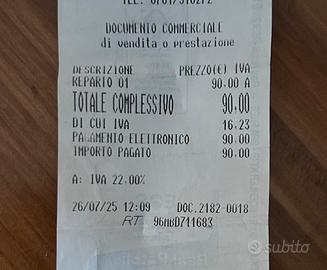 DOCUMENTO COMMERCIALE
di vendita o prestazione
DESCRIZIONE PREZZO(€) IVA
REPARTO 01 90,00 A
TOTALE COMPLESSIVO 90,00
DI CUI IVA 16,23
PAGAMENTO ELETTRONICO 90,00
IMPORTO PAGATO 90,00
A: IVA 22,00%
26/07/25 12:09 DOC.2182-0018
RT 96MBD711683
subito